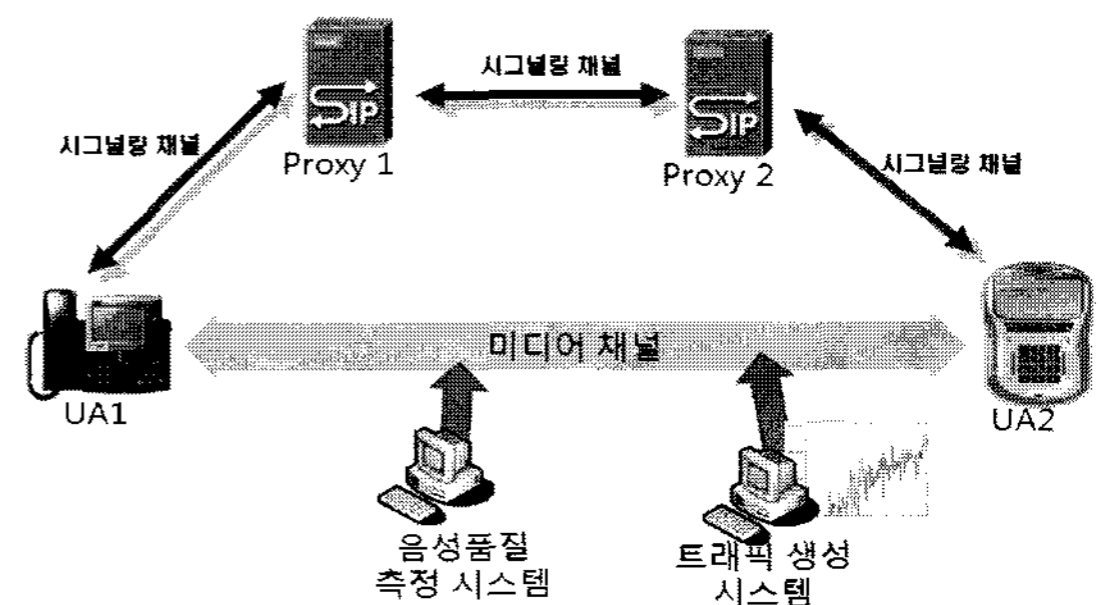 시그널링 채널
SIP
SIP
시그널링 채널
Proxy 1
Proxy 2
시그널링 채널
미디어 채널
UA1
UA2
음성품질
측정 시스템
트래픽 생성
시스템